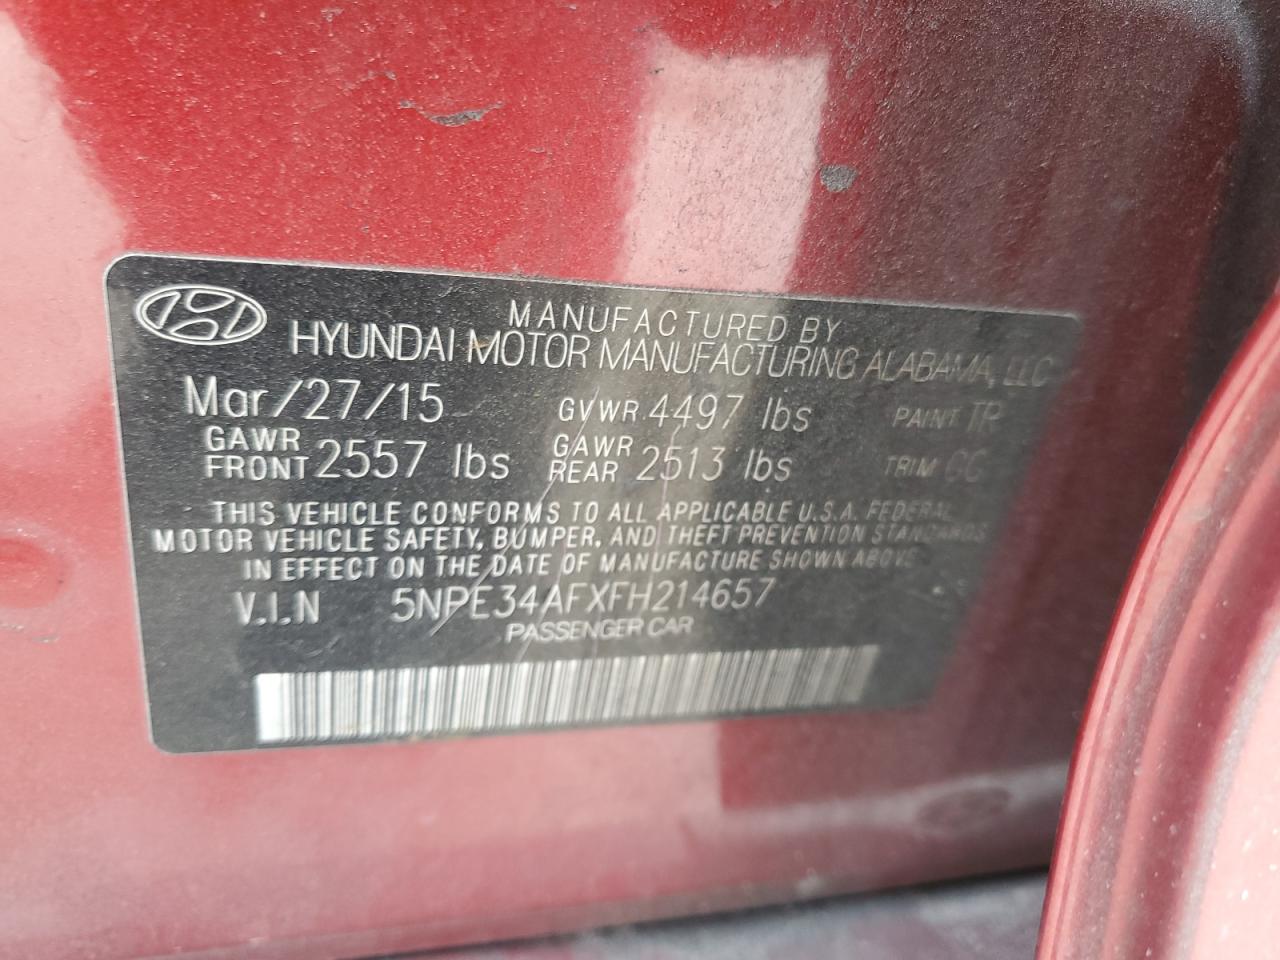 MANUFACTURED BY
HYUNDAI MOTOR MANUFACTURING ALABAMA, LLC
Mar/27/15 GVWR 4497 lbs PAINT TR
GAWR FRONT 2557 lbs GAWR REAR 2513 lbs TRIM
THIS VEHICLE CONFORMS TO ALL APPLICABLE U.S.A. FEDERAL
MOTOR VEHICLE SAFETY, BUMPER, AND THEFT PREVENTION STANDARDS
IN EFFECT ON THE DATE OF MANUFACTURE SHOWN ABOVE
V.I.N 5NPE34AFXFH214657
PASSENGER CAR